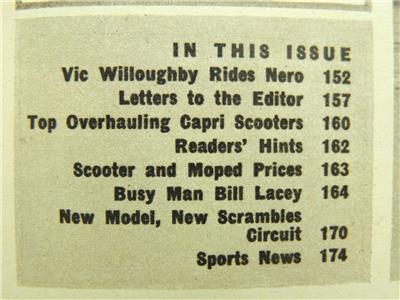 IN THIS ISSUE
Vic Willoughby Rides Nero 152
Letters to the Editor 157
Top Overhauling Capri Scooters 160
Readers' Hints 162
Scooter and Moped Prices 163
Busy Man Bill Lacey 164
New Model, New Scrambles
Circuit 170
Sports News 174